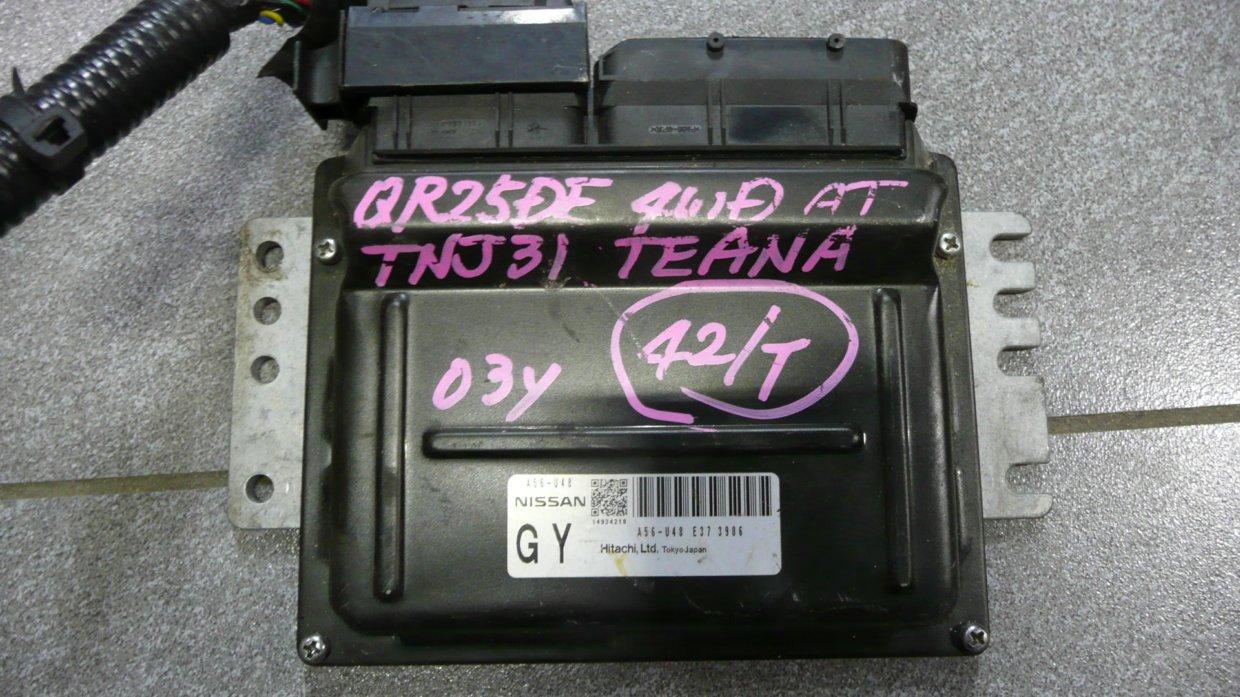 QR25DE 4WD AT
TNJ31 TEANA
03y 42/T
A56-U48
NISSAN
14924218
GY
A56-U48 E37 3906
Hitachi, Ltd. Tokyo Japan